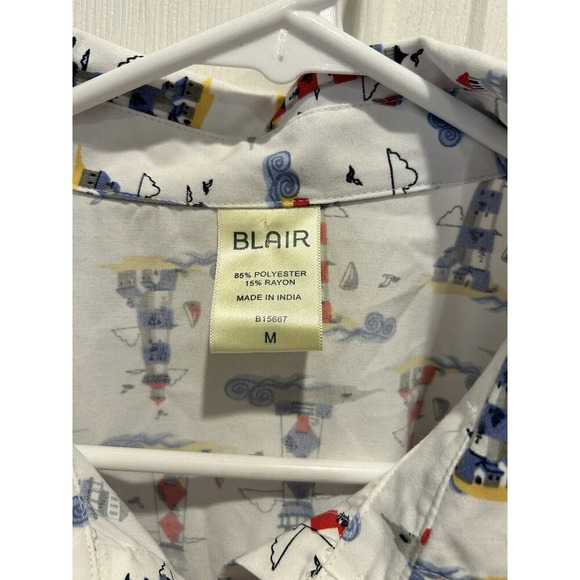 BLAIR
85% POLYESTER
15% RAYON
MADE IN INDIA
B15667
M